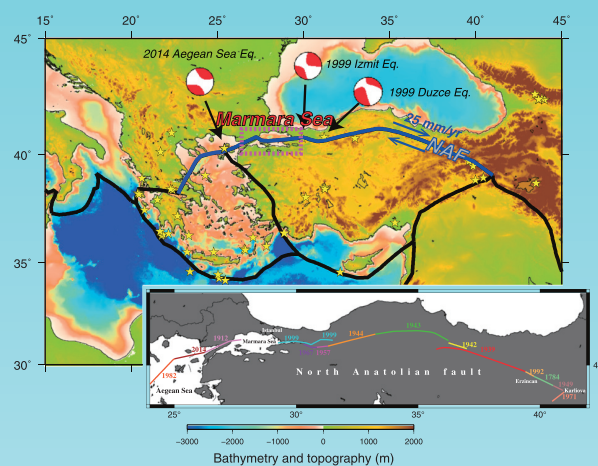 15° 20° 25° 30° 35° 40° 45°
45°
2014 Aegean Sea Eq.
1999 Izmit Eq.
1999 Duzce Eq.
Marmara Sea
25 mm/yr
NAF
40°
35°
30°
Istanbul
Marmara Sea
1912
2014
1982
Aegean Sea
1999
1999
1967
1944
1943
1942
1992
1784
1949
1971
Erzincan
Karliova
North Anatolian fault
25° 30° 35° 40°
4
−3000 −2000 −1000 0 1000 2000
Bathymetry and topography (m)